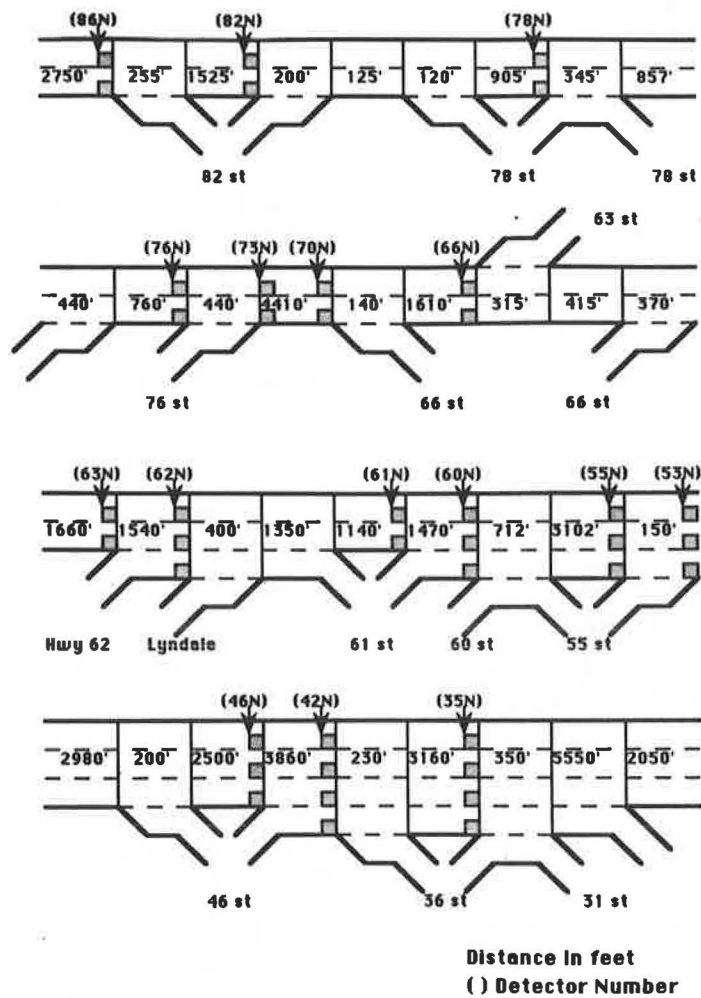 (86N) (82N) (78N)
2750' 255' 1525' 200' 125' 120' 905' 345' 857'
82 st 78 st 78 st
63 st
(76N) (73N) (70N) (66N)
440' 760' 440' 4410' 140' 1610' 315' 415' 370'
76 st 66 st 66 st
(63N) (62N) (61N) (60N) (55N) (53N)
1660' 1540' 400' 1350' 1140' 1470' 712' 3102' 150'
Hwy 62 Lyndale 61 st 60 st 55 st
(46N) (42N) (35N)
2980' 200' 2500' 3860' 230' 3160' 350' 5550' 2050'
46 st 36 st 31 st
Distance in feet
( ) Detector Number